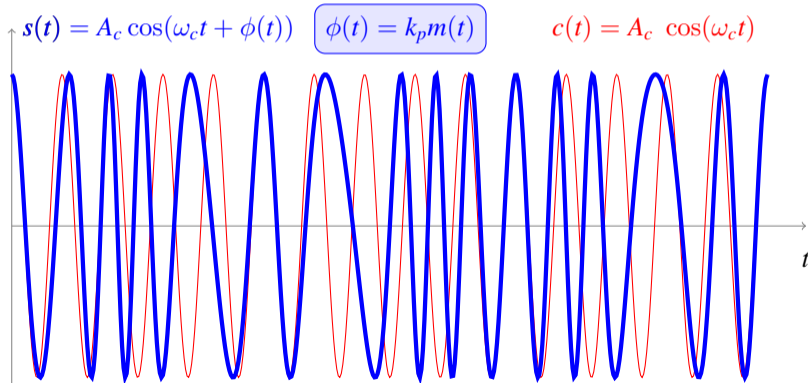 s(t) = A_c cos(ω_c t + ϕ(t)) ϕ(t) = k_p m(t) c(t) = A_c cos(ω_c t)
t